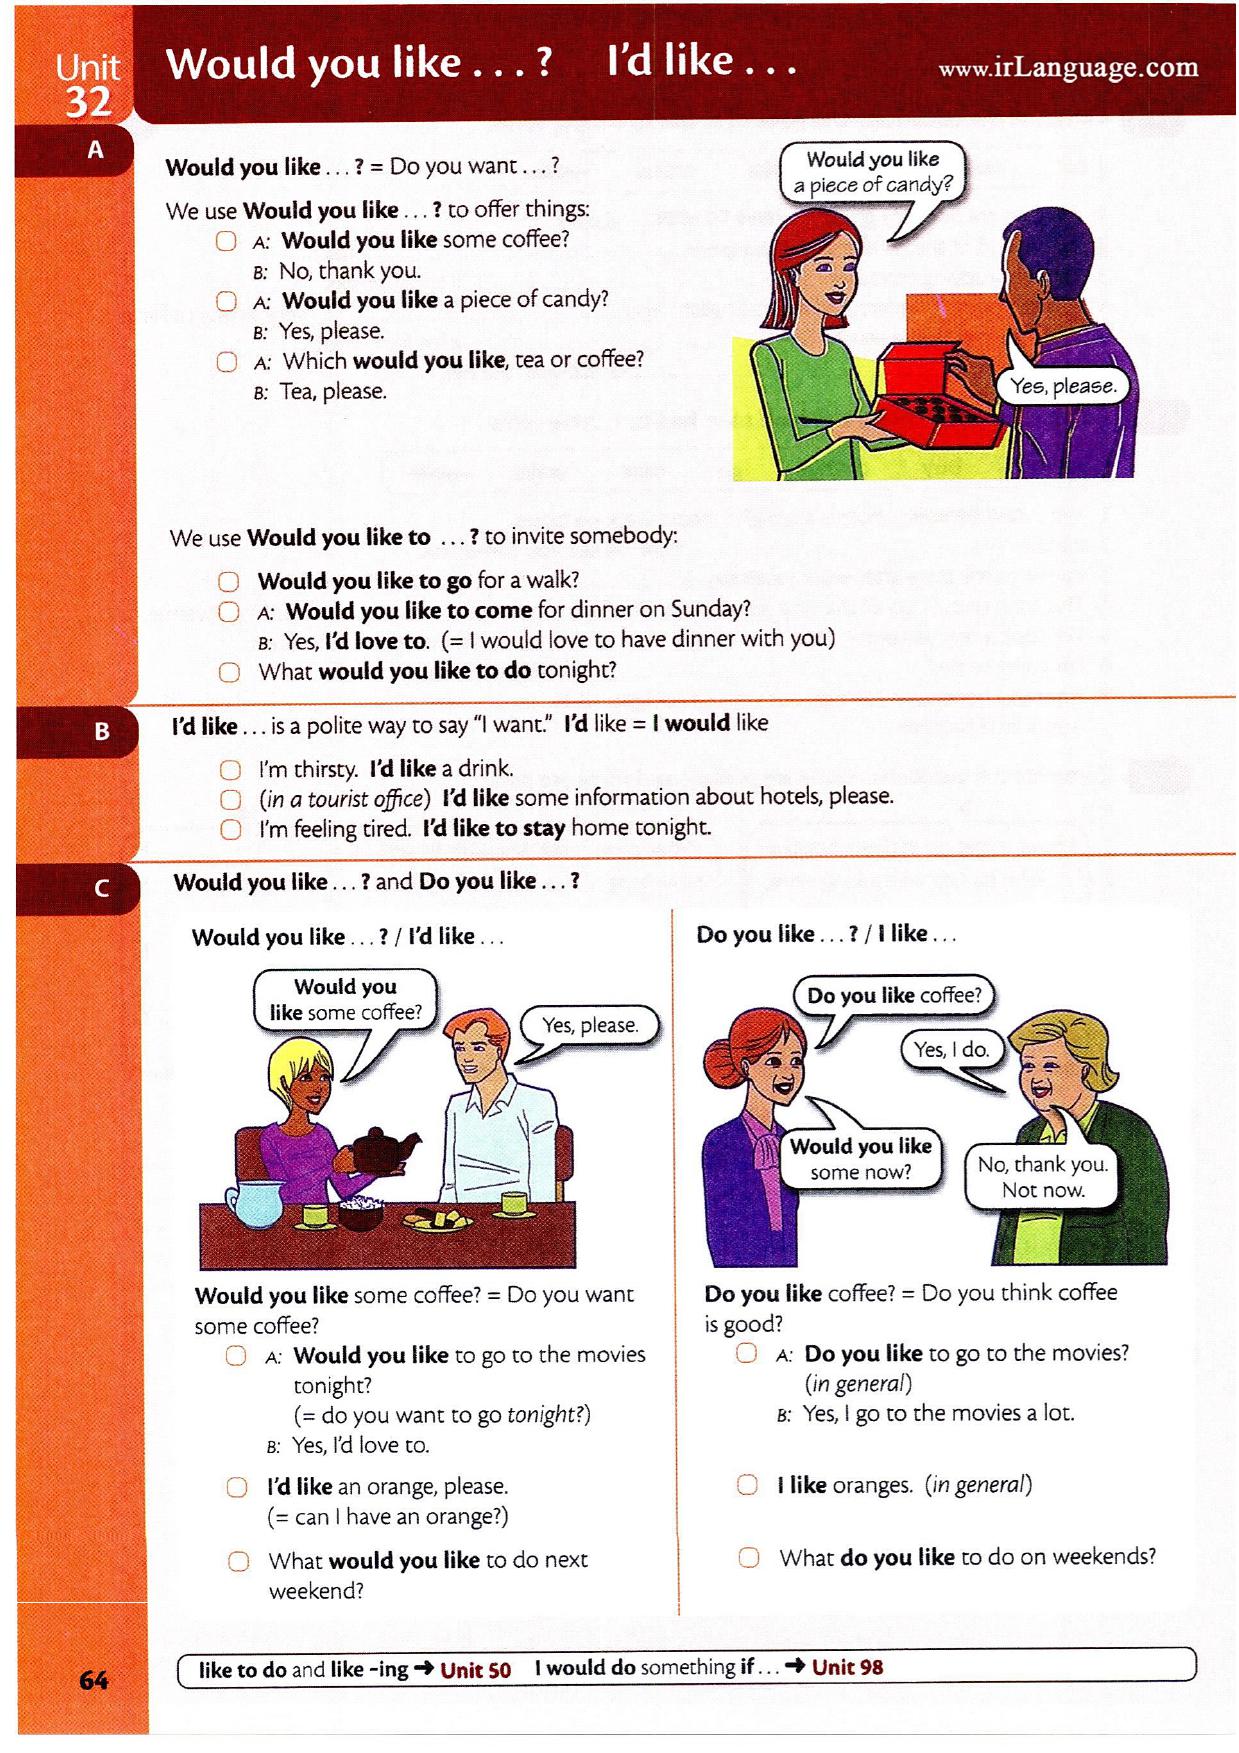 Unit
32
Would you like . . . ? I'd like . . .
www.irLanguage.com
A
Would you like . . . ? = Do you want . . . ?
We use Would you like . . . ? to offer things:
A: Would you like some coffee?
B: No, thank you.
A: Would you like a piece of candy?
B: Yes, please.
A: Which would you like, tea or coffee?
B: Tea, please.
Would you like
a piece of candy?
Yes, please.
We use Would you like to . . . ? to invite somebody:
Would you like to go for a walk?
A: Would you like to come for dinner on Sunday?
B: Yes, I'd love to. (= I would love to have dinner with you)
What would you like to do tonight?
B
I'd like . . . is a polite way to say "I want." I'd like = I would like
I'm thirsty. I'd like a drink.
(in a tourist office) I'd like some information about hotels, please.
I'm feeling tired. I'd like to stay home tonight.
C
Would you like . . . ? and Do you like . . . ?
Would you like . . . ? / I'd like . . .
Would you
like some coffee?
Yes, please.
Would you like some coffee? = Do you want
some coffee?
A: Would you like to go to the movies
tonight?
(= do you want to go tonight?)
B: Yes, I'd love to.
I'd like an orange, please.
(= can I have an orange?)
What would you like to do next
weekend?
Do you like . . . ? / I like . . .
Do you like coffee?
Yes, I do.
Would you like
some now?
No, thank you.
Not now.
Do you like coffee? = Do you think coffee
is good?
A: Do you like to go to the movies?
(in general)
B: Yes, I go to the movies a lot.
I like oranges. (in general)
What do you like to do on weekends?
64
like to do and like -ing → Unit 50 I would do something if . . . → Unit 98